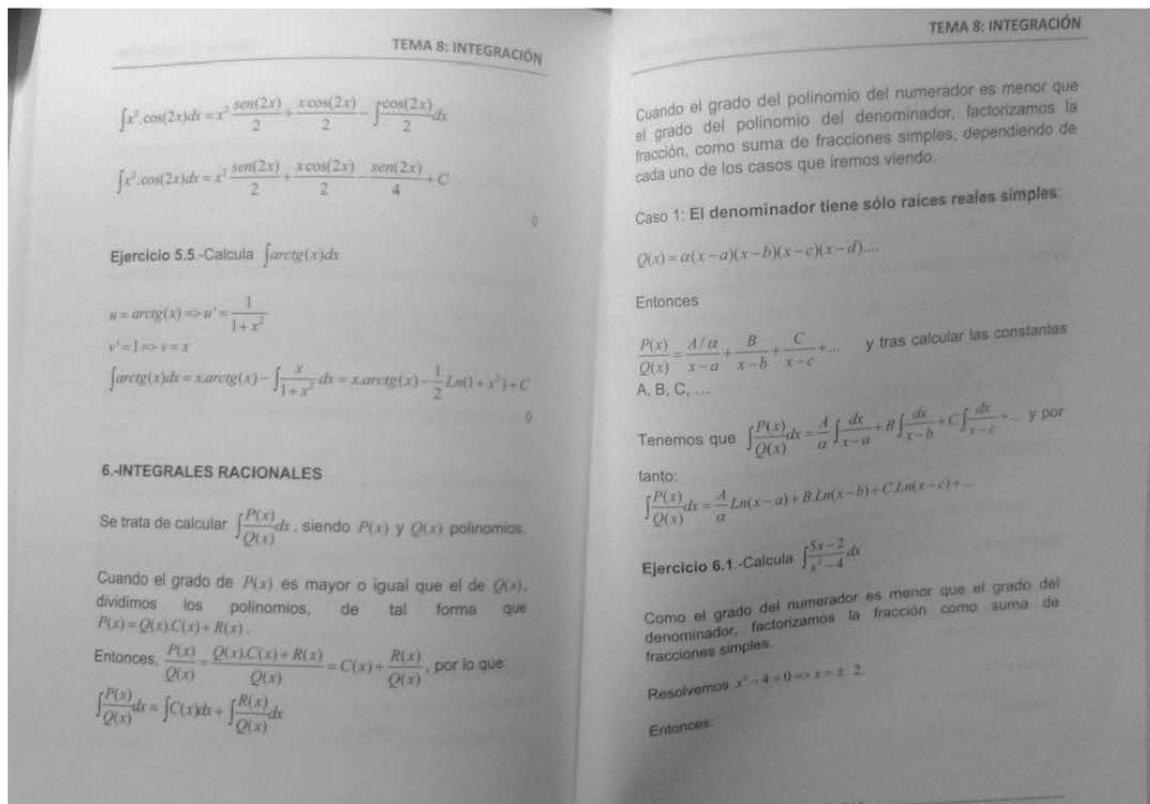 TEMA 8: INTEGRACIÓN
∫x².cos(2x)dx = x² sen(2x)/2 + x cos(2x)/2 - ∫cos(2x)/2 dx
∫x².cos(2x)dx = x² sen(2x)/2 + x cos(2x)/2 - sen(2x)/4 + C
◊
Ejercicio 5.5.-Calcula ∫arctg(x)dx
u = arctg(x) => u' = 1/(1+x²)
v' = 1 => v = x
∫arctg(x)dx = x.arctg(x) - ∫x/(1+x²) dx = x.arctg(x) - 1/2 Ln(1+x²) + C
◊
6.-INTEGRALES RACIONALES
Se trata de calcular ∫P(x)/Q(x) dx, siendo P(x) y Q(x) polinomios.
Cuando el grado de P(x) es mayor o igual que el de Q(x),
dividimos los polinomios, de tal forma que
P(x) = Q(x).C(x) + R(x).
Entonces, P(x)/Q(x) = (Q(x).C(x) + R(x))/Q(x) = C(x) + R(x)/Q(x), por lo que:
∫P(x)/Q(x) dx = ∫C(x)dx + ∫R(x)/Q(x) dx
TEMA 8: INTEGRACIÓN
Cuando el grado del polinomio del numerador es menor que
el grado del polinomio del denominador, factorizamos la
fracción, como suma de fracciones simples, dependiendo de
cada uno de los casos que iremos viendo.
Caso 1: El denominador tiene sólo raíces reales simples:
Q(x) = α(x-a)(x-b)(x-c)(x-d)....
Entonces
P(x)/Q(x) = (A/α)/(x-a) + B/(x-b) + C/(x-c) + ... y tras calcular las constantes
A, B, C, ...
Tenemos que ∫P(x)/Q(x) dx = A/α ∫dx/(x-a) + B∫dx/(x-b) + C∫dx/(x-c) + ... y por
tanto:
∫P(x)/Q(x) dx = A/α Ln(x-a) + B.Ln(x-b) + C.Ln(x-c) + ...
Ejercicio 6.1.-Calcula ∫(5x-2)/(x²-4) dx
Como el grado del numerador es menor que el grado del
denominador, factorizamos la fracción como suma de
fracciones simples.
Resolvemos x² - 4 = 0 => x = ± 2.
Entonces: